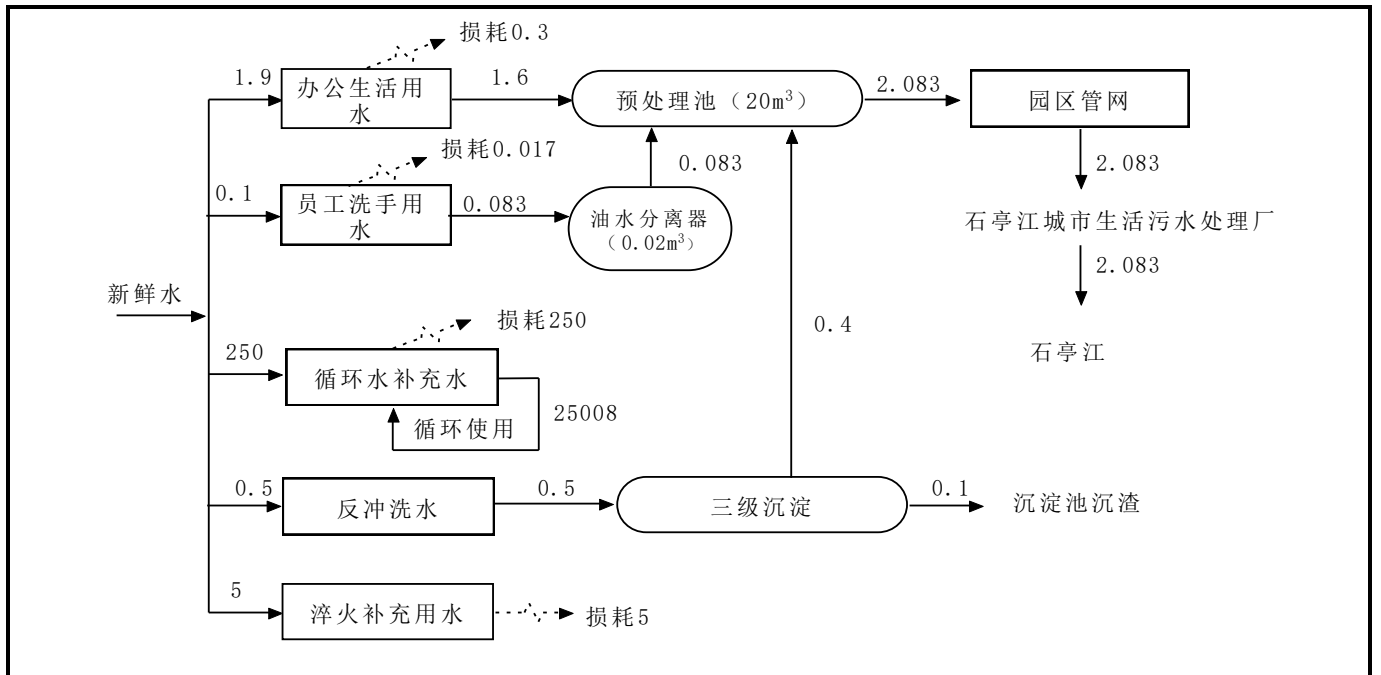 损耗0.3
1.9
办公生活用
水
1.6
预处理池（20m³）
2.083
园区管网
损耗0.017
0.1
员工洗手用
水
0.083
油水分离器
（0.02m³）
0.083
2.083
石亭江城市生活污水处理厂
2.083
石亭江
新鲜水
损耗250
250
循环水补充水
循环使用
25008
0.4
0.5
反冲洗水
0.5
三级沉淀
0.1
沉淀池沉渣
5
淬火补充用水
损耗5